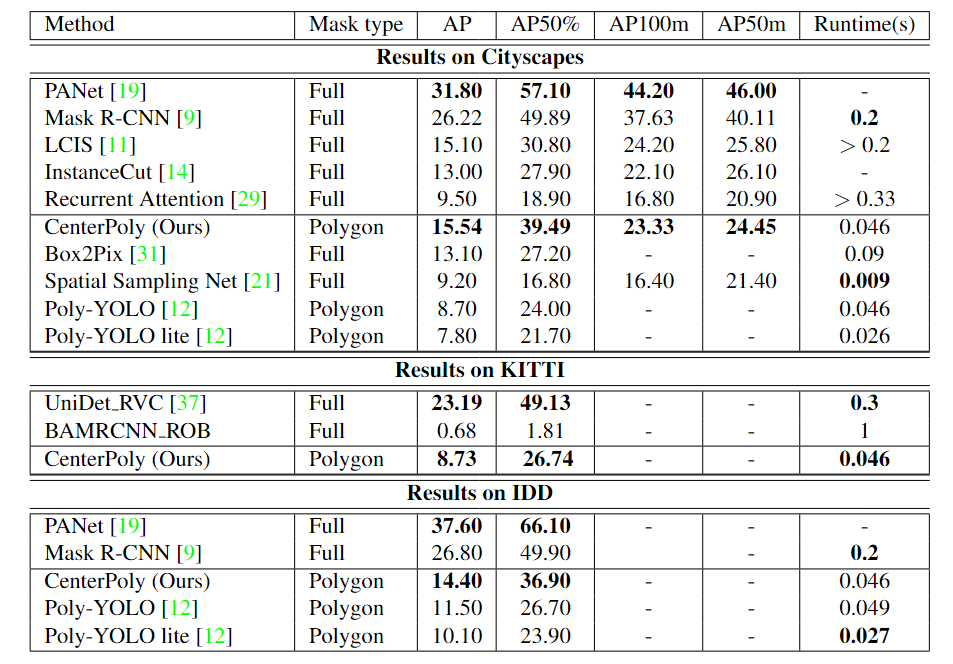 Method Mask type AP AP50% AP100m AP50m Runtime(s)
Results on Cityscapes
PANet [19] Full 31.80 57.10 44.20 46.00 -
Mask R-CNN [9] Full 26.22 49.89 37.63 40.11 0.2
LCIS [11] Full 15.10 30.80 24.20 25.80 > 0.2
InstanceCut [14] Full 13.00 27.90 22.10 26.10 -
Recurrent Attention [29] Full 9.50 18.90 16.80 20.90 > 0.33
CenterPoly (Ours) Polygon 15.54 39.49 23.33 24.45 0.046
Box2Pix [31] Full 13.10 27.20 - - 0.09
Spatial Sampling Net [21] Full 9.20 16.80 16.40 21.40 0.009
Poly-YOLO [12] Polygon 8.70 24.00 - - 0.046
Poly-YOLO lite [12] Polygon 7.80 21.70 - - 0.026
Results on KITTI
UniDet_RVC [37] Full 23.19 49.13 - - 0.3
BAMRCNN_ROB Full 0.68 1.81 - - 1
CenterPoly (Ours) Polygon 8.73 26.74 - - 0.046
Results on IDD
PANet [19] Full 37.60 66.10 - - -
Mask R-CNN [9] Full 26.80 49.90 - - 0.2
CenterPoly (Ours) Polygon 14.40 36.90 - - 0.046
Poly-YOLO [12] Polygon 11.50 26.70 - - 0.049
Poly-YOLO lite [12] Polygon 10.10 23.90 - - 0.027